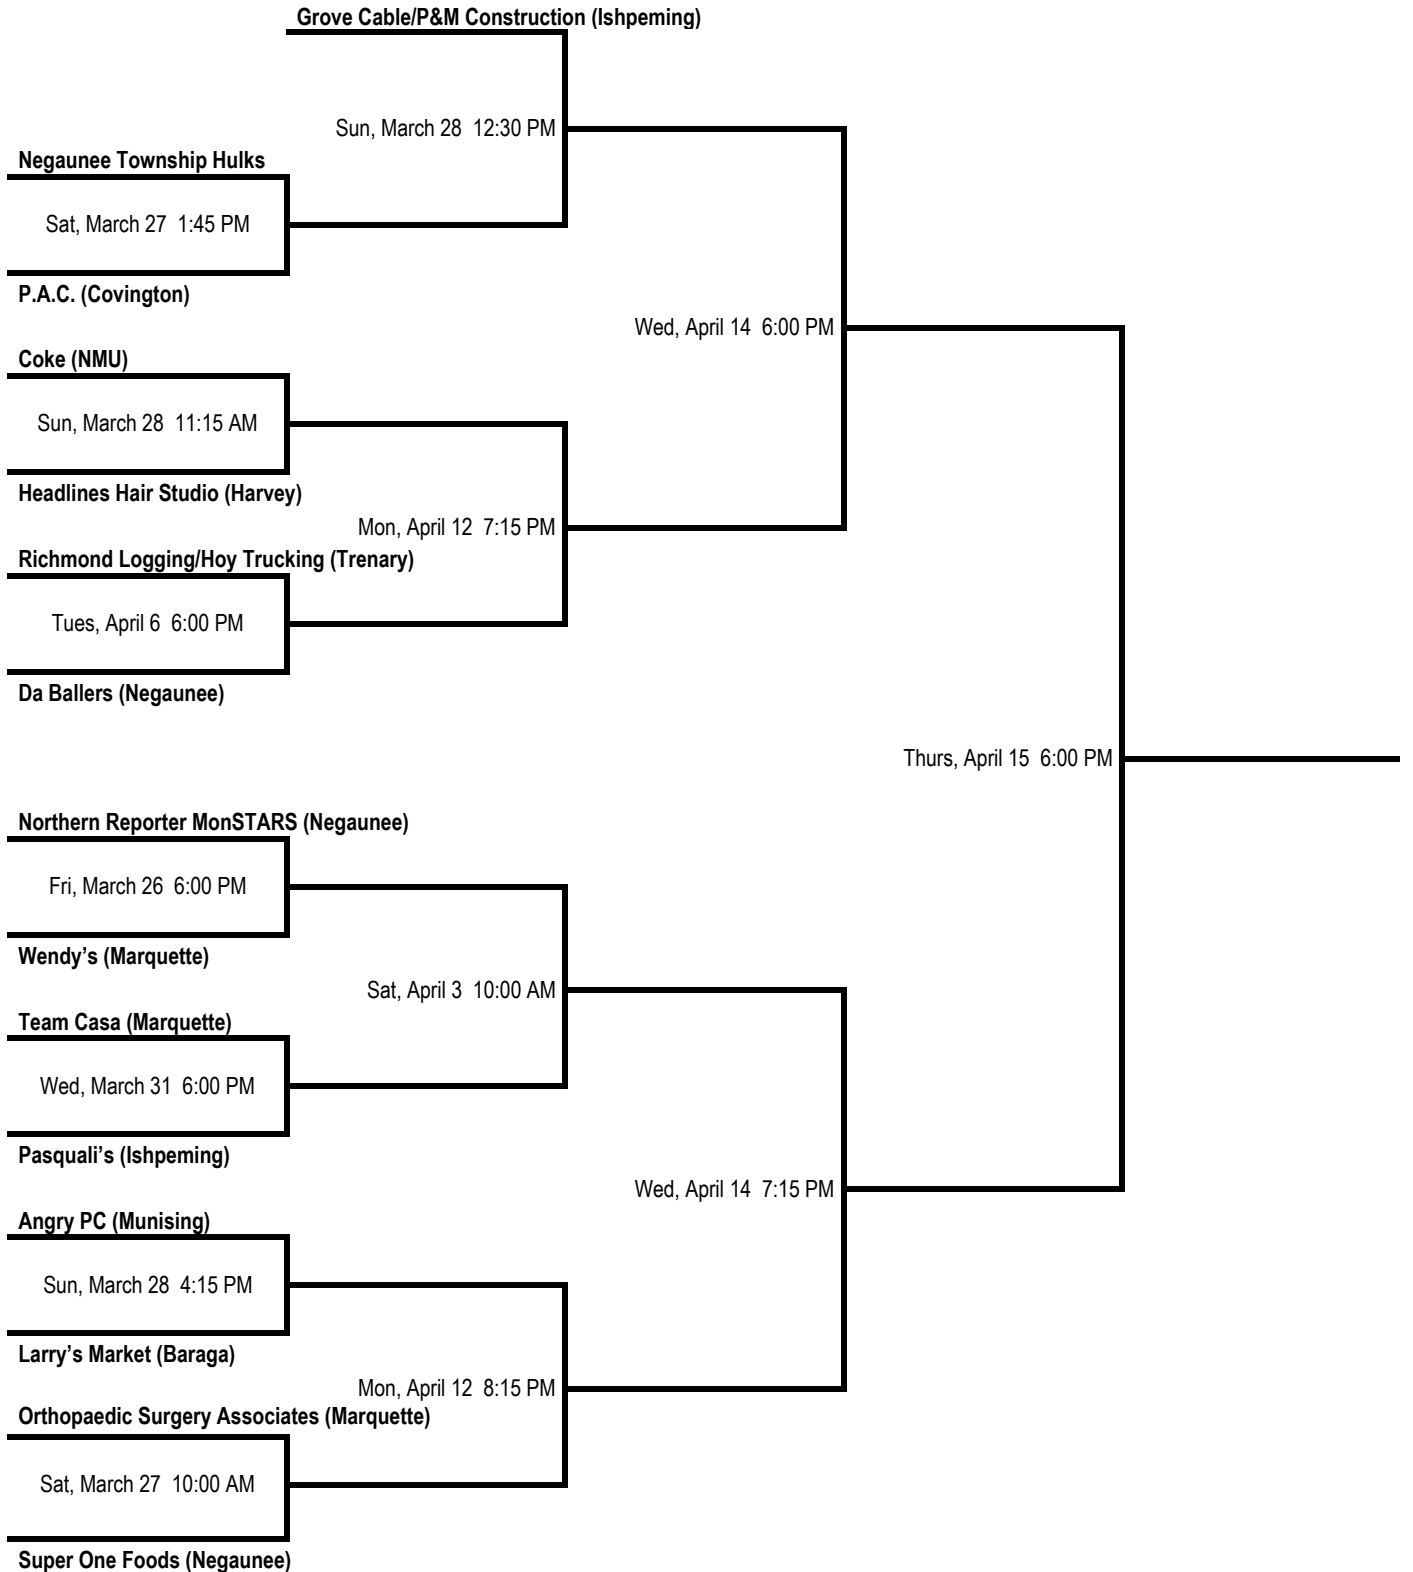 Grove Cable/P&M Construction (Ishpeming)
Sun, March 28  12:30 PM
Negaunee Township Hulks
Sat, March 27  1:45 PM
P.A.C. (Covington)
Wed, April 14  6:00 PM
Coke (NMU)
Sun, March 28  11:15 AM
Headlines Hair Studio (Harvey)
Mon, April 12  7:15 PM
Richmond Logging/Hoy Trucking (Trenary)
Tues, April 6  6:00 PM
Da Ballers (Negaunee)
Thurs, April 15  6:00 PM
Northern Reporter MonSTARS (Negaunee)
Fri, March 26  6:00 PM
Wendy’s (Marquette)
Sat, April 3  10:00 AM
Team Casa (Marquette)
Wed, March 31  6:00 PM
Pasquali’s (Ishpeming)
Wed, April 14  7:15 PM
Angry PC (Munising)
Sun, March 28  4:15 PM
Larry’s Market (Baraga)
Mon, April 12  8:15 PM
Orthopaedic Surgery Associates (Marquette)
Sat, March 27  10:00 AM
Super One Foods (Negaunee)